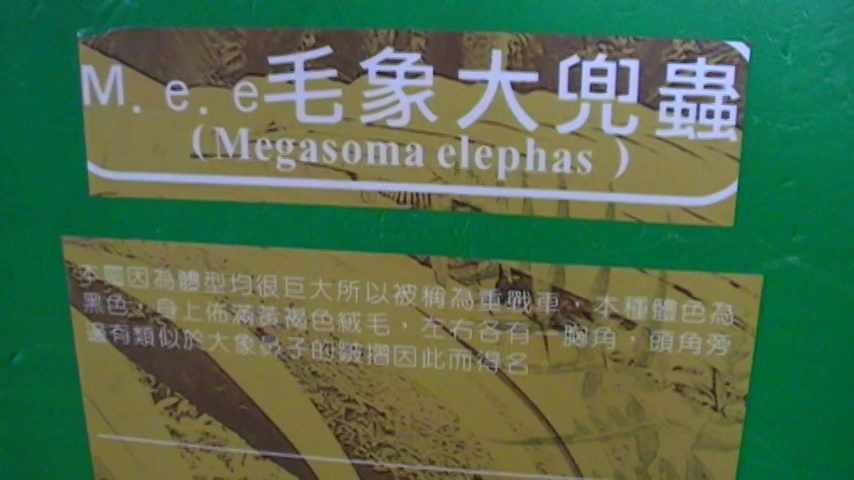 M. e. e毛象大兜蟲
(Megasoma elephas)
本屬因為體型均很巨大所以被稱為重戰車，本種體色為
黑色，身上佈滿黃褐色絨毛，左右各有一胸角，頭角旁
還有類似於大象鼻子的皺摺因此而得名